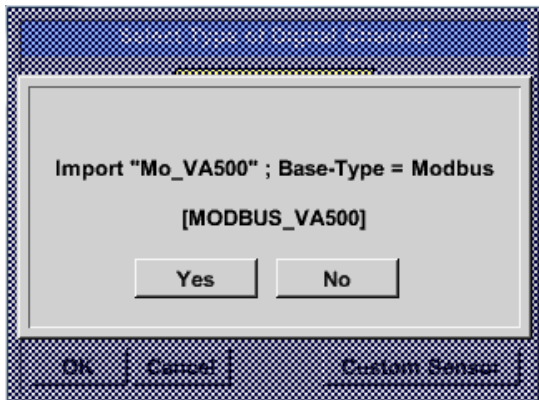 Import "Mo_VA500" ; Base-Type = Modbus
[MODBUS_VA500]
Yes No
OK Cancel Custom Sensor